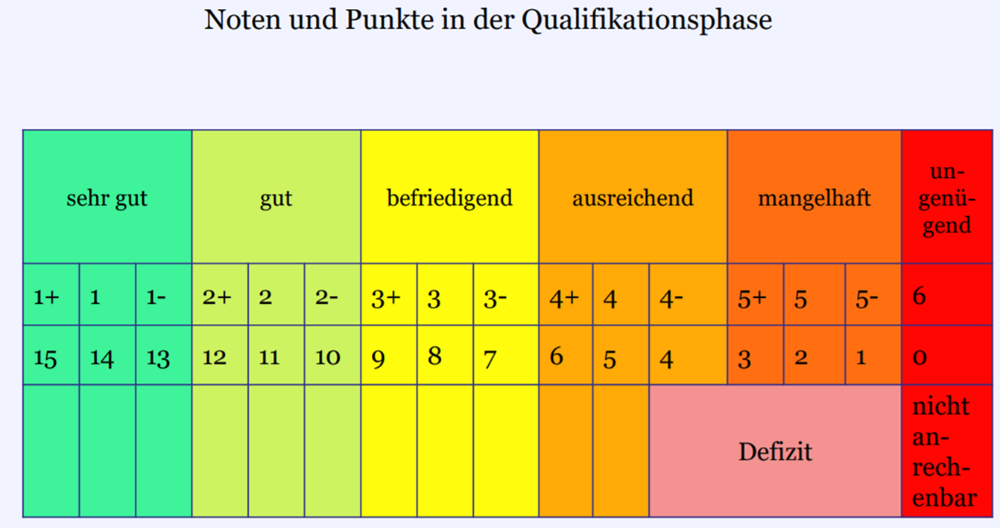 Noten und Punkte in der Qualifikationsphase
sehr gut gut befriedigend ausreichend mangelhaft un-
genü-
gend
1+ 1 1- 2+ 2 2- 3+ 3 3- 4+ 4 4- 5+ 5 5- 6
15 14 13 12 11 10 9 8 7 6 5 4 3 2 1 0
Defizit
nicht
an-
rech-
enbar